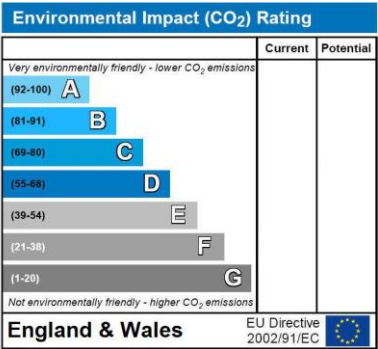 Environmental Impact (CO₂) Rating
Current Potential
Very environmentally friendly - lower CO₂ emissions
(92-100) A
(81-91) B
(69-80) C
(55-68) D
(39-54) E
(21-38) F
(1-20) G
Not environmentally friendly - higher CO₂ emissions
England & Wales
EU Directive
2002/91/EC